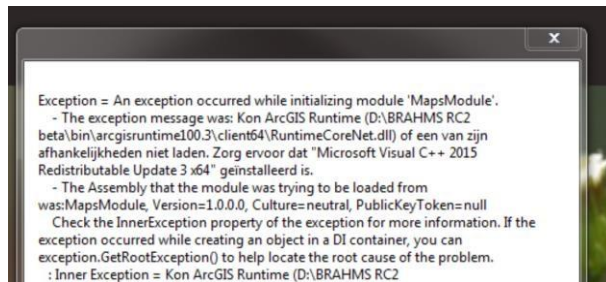 Exception = An exception occurred while initializing module 'MapsModule'.
- The exception message was: Kon ArcGIS Runtime (D:\BRAHMS RC2
beta\bin\arcgisruntime100.3\client64\RuntimeCoreNet.dll) of een van zijn
afhankelijkheden niet laden. Zorg ervoor dat "Microsoft Visual C++ 2015
Redistributable Update 3 x64" geïnstalleerd is.
- The Assembly that the module was trying to be loaded from
was:MapsModule, Version=1.0.0.0, Culture=neutral, PublicKeyToken=null
Check the InnerException property of the exception for more information. If the
exception occurred while creating an object in a DI container, you can
exception.GetRootException() to help locate the root cause of the problem.
: Inner Exception = Kon ArcGIS Runtime (D:\BRAHMS RC2